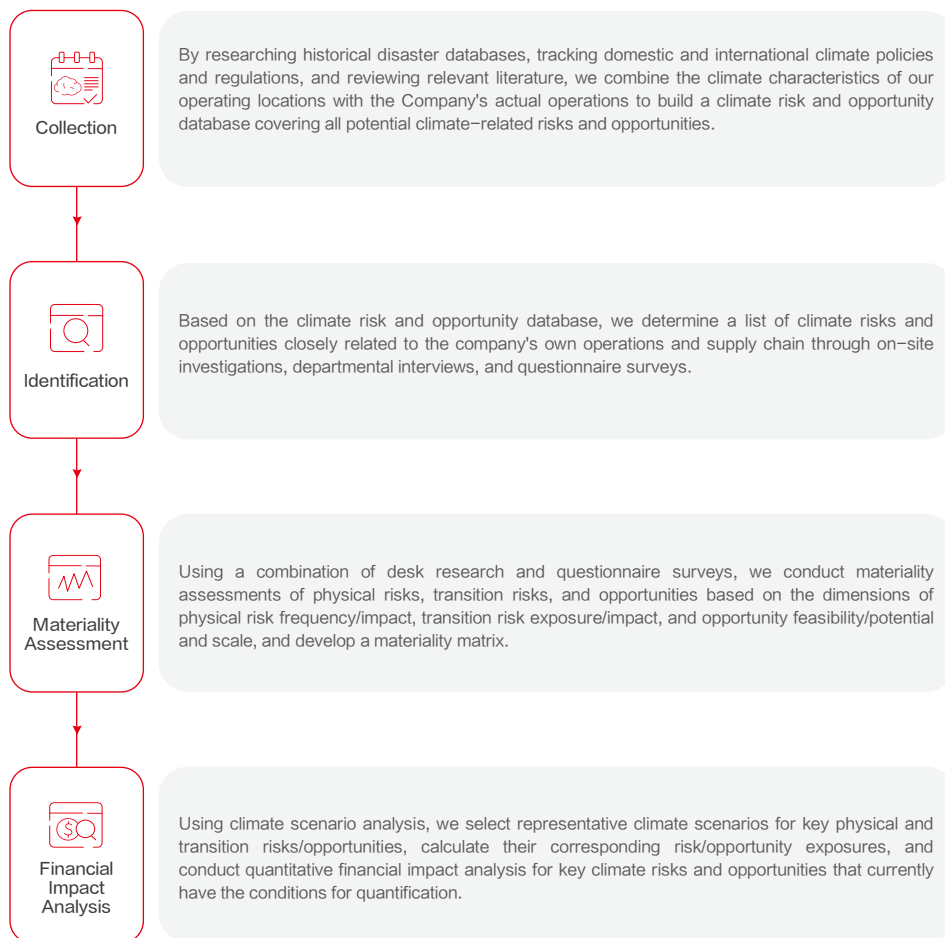 Collection
By researching historical disaster databases, tracking domestic and international climate policies
and regulations, and reviewing relevant literature, we combine the climate characteristics of our
operating locations with the Company's actual operations to build a climate risk and opportunity
database covering all potential climate-related risks and opportunities.
Identification
Based on the climate risk and opportunity database, we determine a list of climate risks and
opportunities closely related to the company's own operations and supply chain through on-site
investigations, departmental interviews, and questionnaire surveys.
Materiality
Assessment
Using a combination of desk research and questionnaire surveys, we conduct materiality
assessments of physical risks, transition risks, and opportunities based on the dimensions of
physical risk frequency/impact, transition risk exposure/impact, and opportunity feasibility/potential
and scale, and develop a materiality matrix.
Financial
Impact
Analysis
Using climate scenario analysis, we select representative climate scenarios for key physical and
transition risks/opportunities, calculate their corresponding risk/opportunity exposures, and
conduct quantitative financial impact analysis for key climate risks and opportunities that currently
have the conditions for quantification.